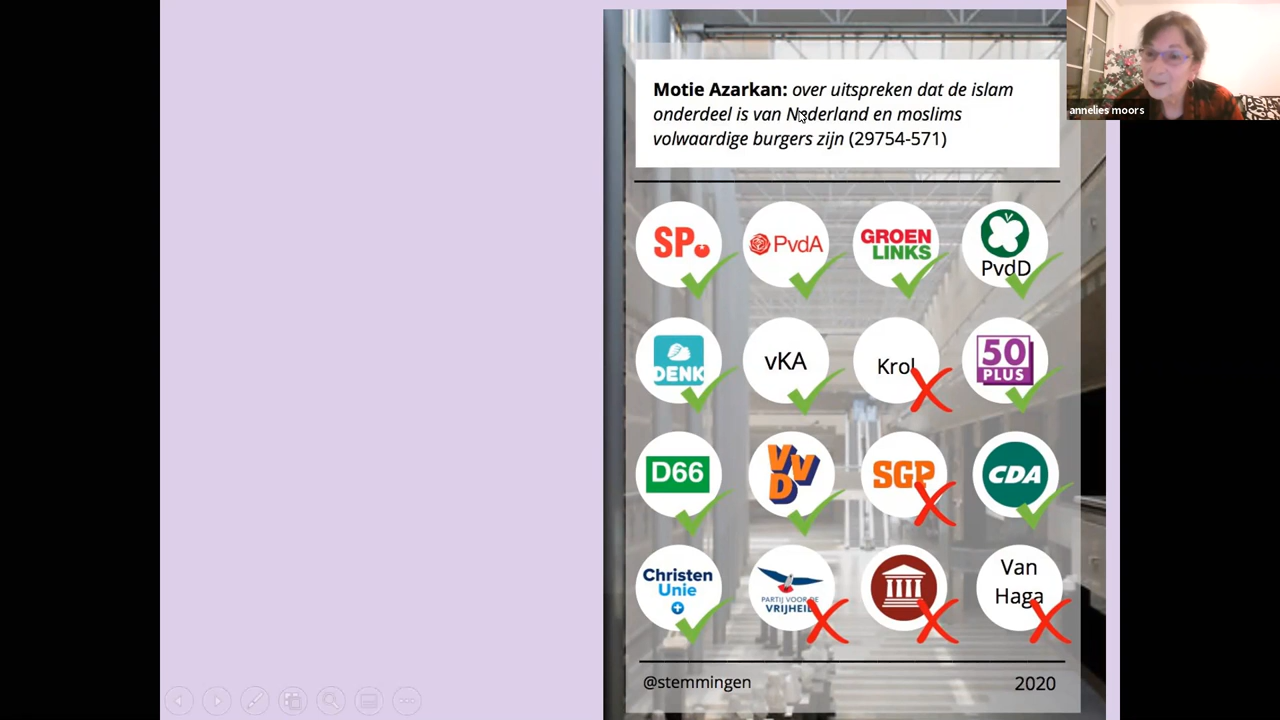 Motie Azarkan: over uitspreken dat de islam
onderdeel is van Nederland en moslims
volwaardige burgers zijn (29754-571)
annelies moors
SP.
PvdA
GROEN
LINKS
PvdD
DENK
vKA
Krol
50
PLUS
D66
VVD
SGP
CDA
Christen
Unie
PARTIJ VOOR DE
VRIJHEID
Van
Haga
@stemmingen
2020